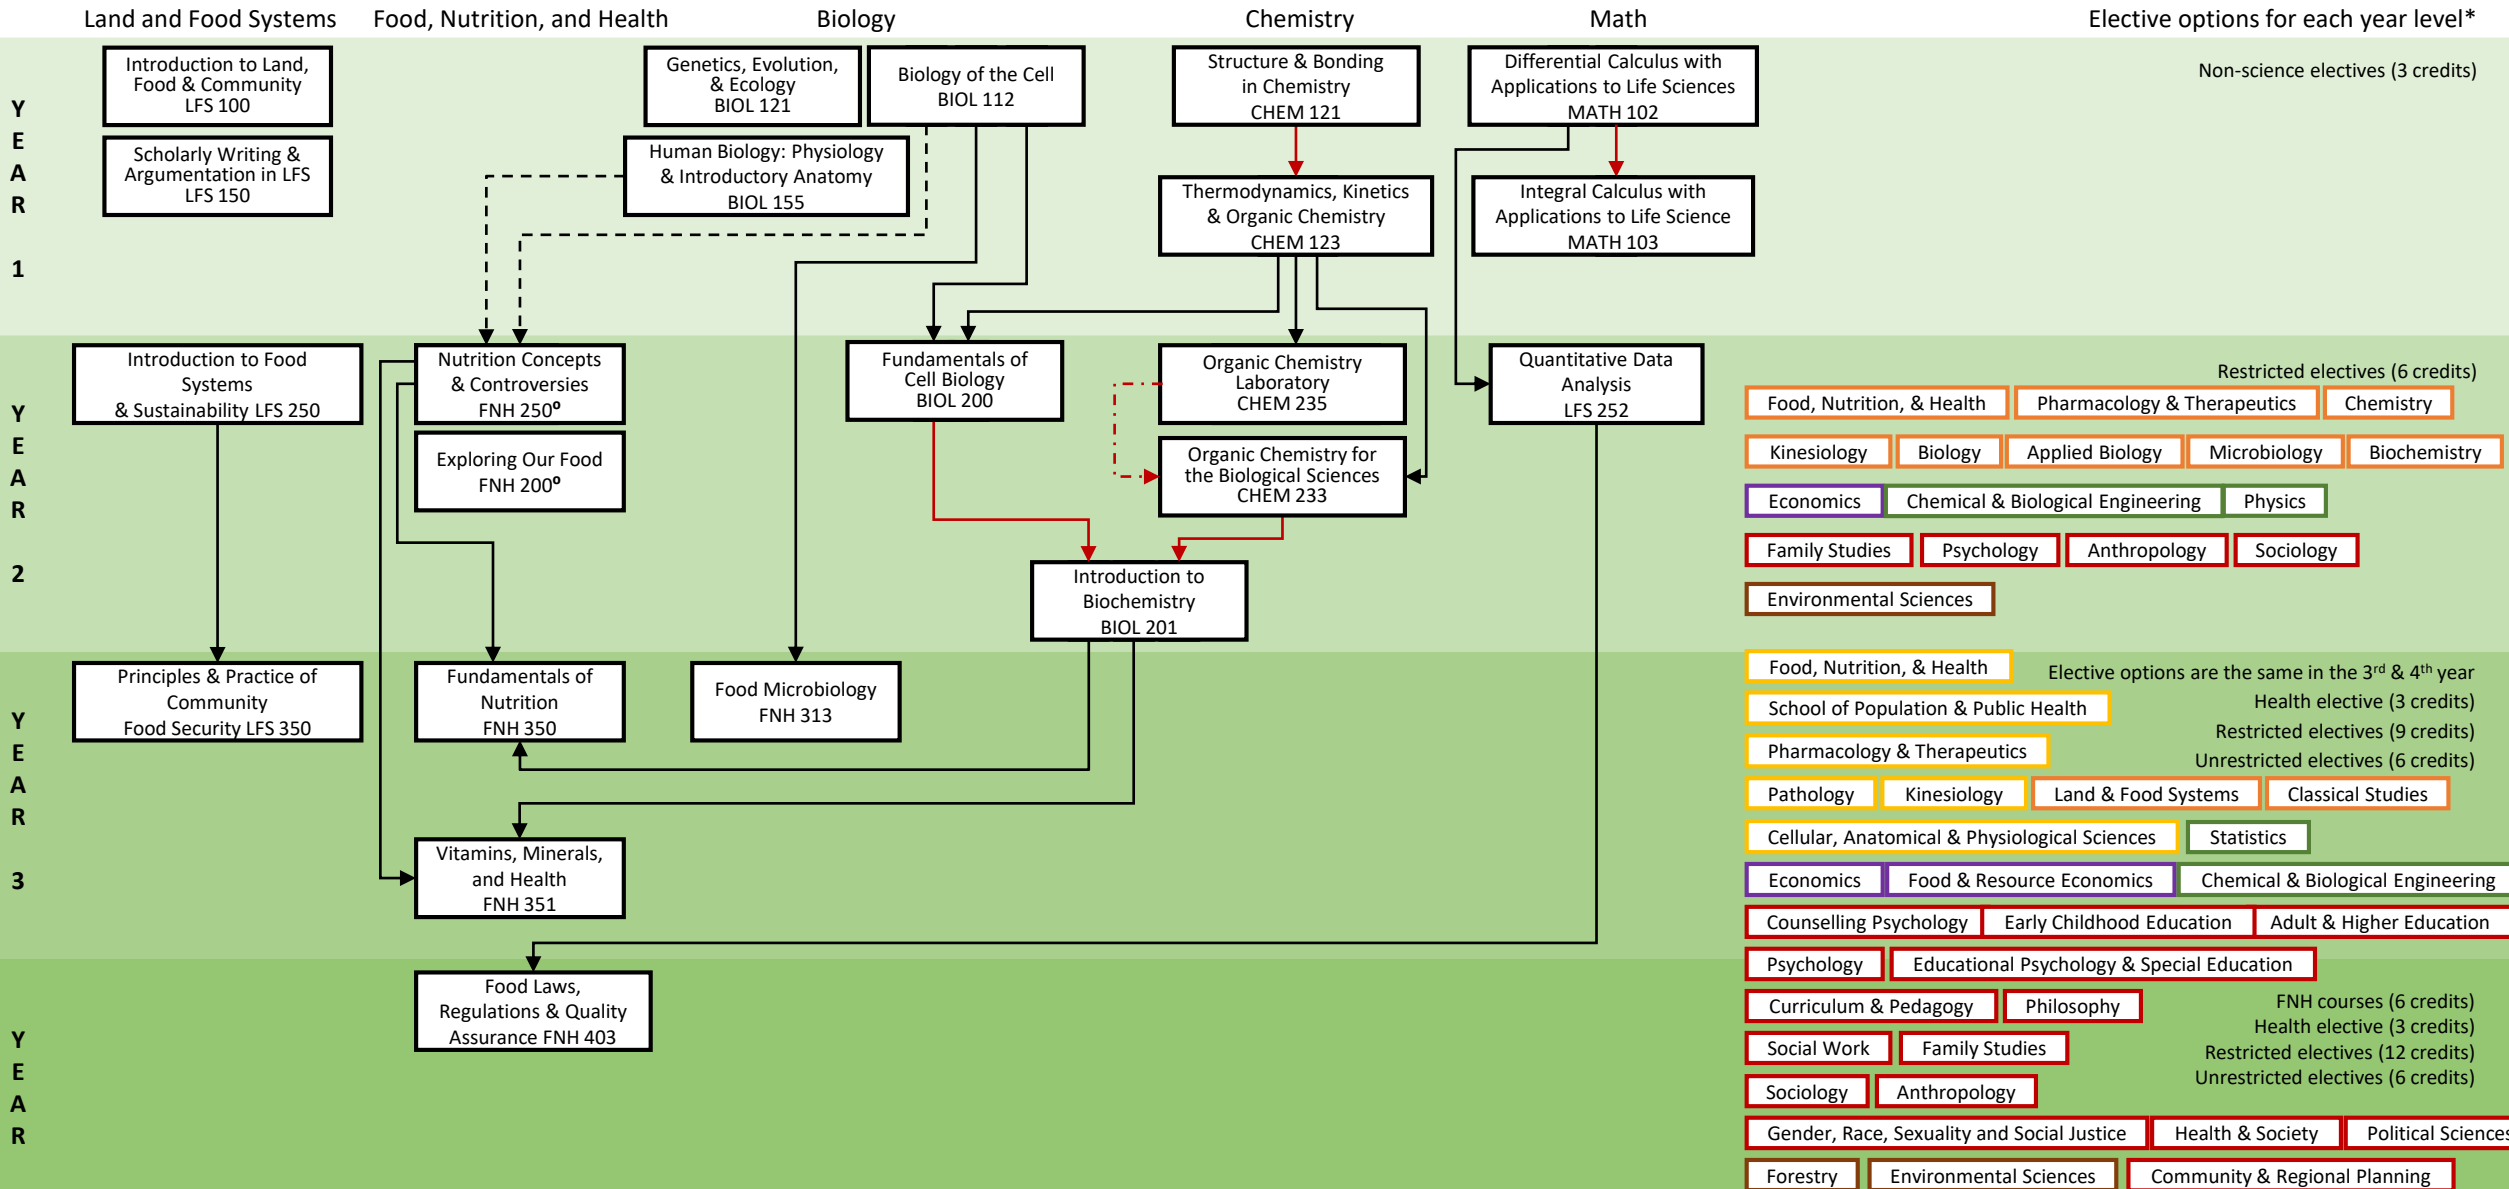 Land and Food Systems
Food, Nutrition, and Health
Biology
Chemistry
Math
Elective options for each year level*
YEAR 1
Introduction to Land,
Food & Community
LFS 100
Genetics, Evolution,
& Ecology
BIOL 121
Biology of the Cell
BIOL 112
Structure & Bonding
in Chemistry
CHEM 121
Differential Calculus with
Applications to Life Sciences
MATH 102
Non-science electives (3 credits)
Scholarly Writing &
Argumentation in LFS
LFS 150
Human Biology: Physiology
& Introductory Anatomy
BIOL 155
Thermodynamics, Kinetics
& Organic Chemistry
CHEM 123
Integral Calculus with
Applications to Life Science
MATH 103
YEAR 2
Introduction to Food
Systems
& Sustainability LFS 250
Nutrition Concepts
& Controversies
FNH 250º
Exploring Our Food
FNH 200º
Fundamentals of
Cell Biology
BIOL 200
Organic Chemistry
Laboratory
CHEM 235
Organic Chemistry for
the Biological Sciences
CHEM 233
Quantitative Data
Analysis
LFS 252
Introduction to
Biochemistry
BIOL 201
Restricted electives (6 credits)
Food, Nutrition, & Health
Pharmacology & Therapeutics
Chemistry
Kinesiology
Biology
Applied Biology
Microbiology
Biochemistry
Economics
Chemical & Biological Engineering
Physics
Family Studies
Psychology
Anthropology
Sociology
Environmental Sciences
YEAR 3
Principles & Practice of
Community
Food Security LFS 350
Fundamentals of
Nutrition
FNH 350
Food Microbiology
FNH 313
Vitamins, Minerals,
and Health
FNH 351
Food, Nutrition, & Health
Elective options are the same in the 3rd & 4th year
School of Population & Public Health
Health elective (3 credits)
Restricted electives (9 credits)
Pharmacology & Therapeutics
Unrestricted electives (6 credits)
Pathology
Kinesiology
Land & Food Systems
Classical Studies
Cellular, Anatomical & Physiological Sciences
Statistics
Economics
Food & Resource Economics
Chemical & Biological Engineering
Counselling Psychology
Early Childhood Education
Adult & Higher Education
Psychology
Educational Psychology & Special Education
YEAR
Food Laws,
Regulations & Quality
Assurance FNH 403
Curriculum & Pedagogy
Philosophy
FNH courses (6 credits)
Health elective (3 credits)
Restricted electives (12 credits)
Unrestricted electives (6 credits)
Social Work
Family Studies
Sociology
Anthropology
Gender, Race, Sexuality and Social Justice
Health & Society
Political Sciences
Forestry
Environmental Sciences
Community & Regional Planning